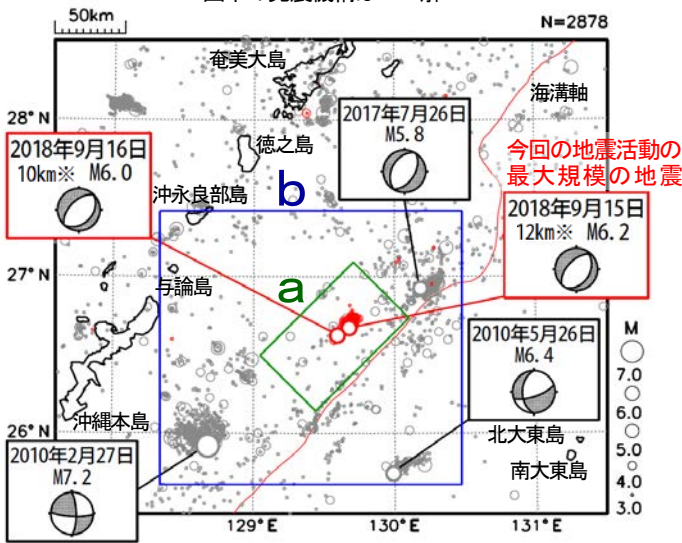 50km
N=2878
奄美大島
海溝軸
28° N
2017年7月26日
M5.8
徳之島
今回の地震活動の
最大規模の地震
2018年9月16日
10km※ M6.0
沖永良部島
b
2018年9月15日
12km※ M6.2
27° N
与論島
a
2010年5月26日
M6.4
M
7.0
6.0
5.0
4.0
3.0
沖縄本島
26° N
北大東島
南大東島
2010年2月27日
M7.2
129° E
130° E
131° E